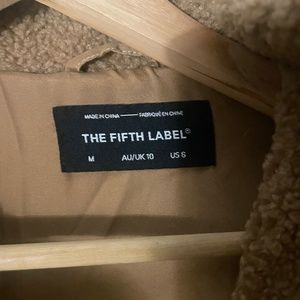 MADE IN CHINA — FABRIQUÉ EN CHINE
THE FIFTH LABEL®
M AU/UK 10 US 6